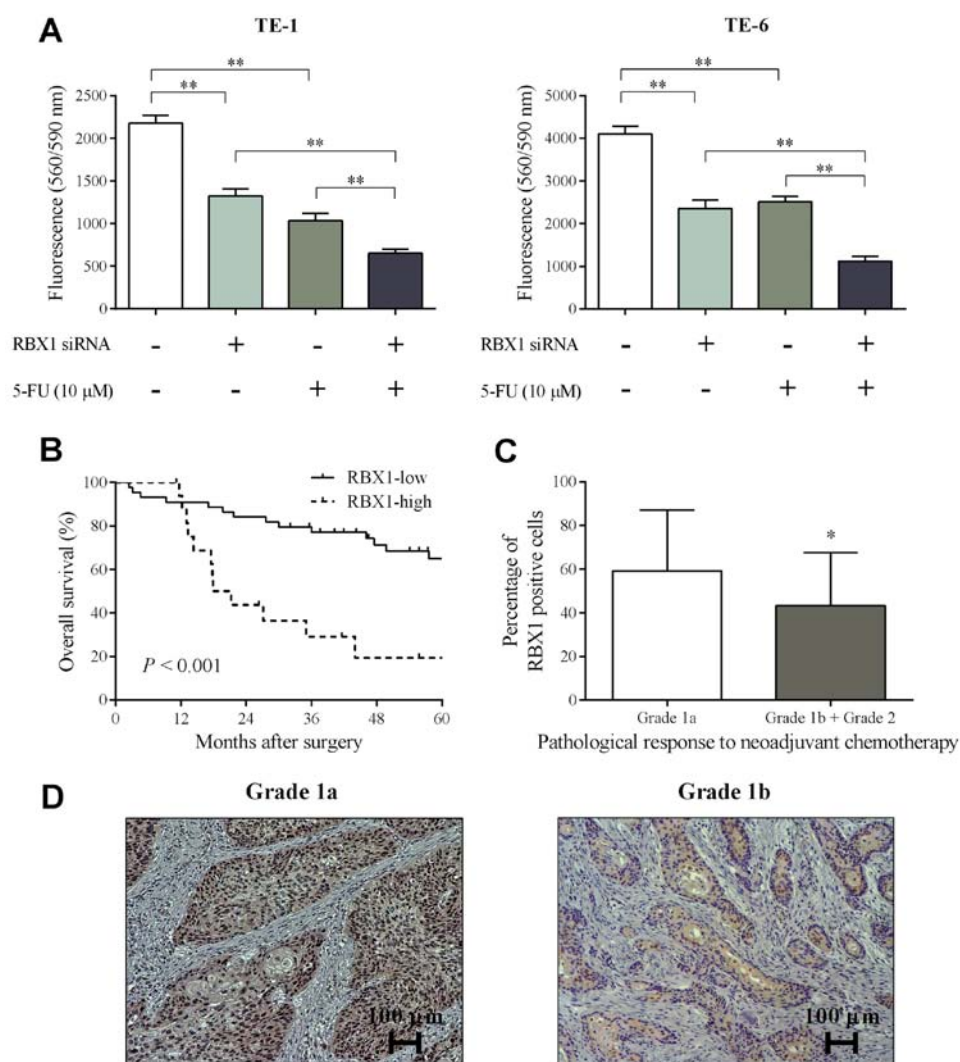 A
TE-1
Fluorescence (560/590 nm)
2500
2000
1500
1000
500
0
**
**
**
**
RBX1 siRNA - + - +
5-FU (10 μM) - - + +
TE-6
Fluorescence (560/590 nm)
5000
4000
3000
2000
1000
0
**
**
**
**
RBX1 siRNA - + - +
5-FU (10 μM) - - + +
B
Overall survival (%)
100
80
60
40
20
0
RBX1-low
RBX1-high
P < 0.001
0 12 24 36 48 60
Months after surgery
C
Percentage of
RBX1 positive cells
100
80
60
40
20
0
*
Grade 1a Grade 1b + Grade 2
Pathological response to neoadjuvant chemotherapy
D
Grade 1a
100 μm
Grade 1b
100 μm